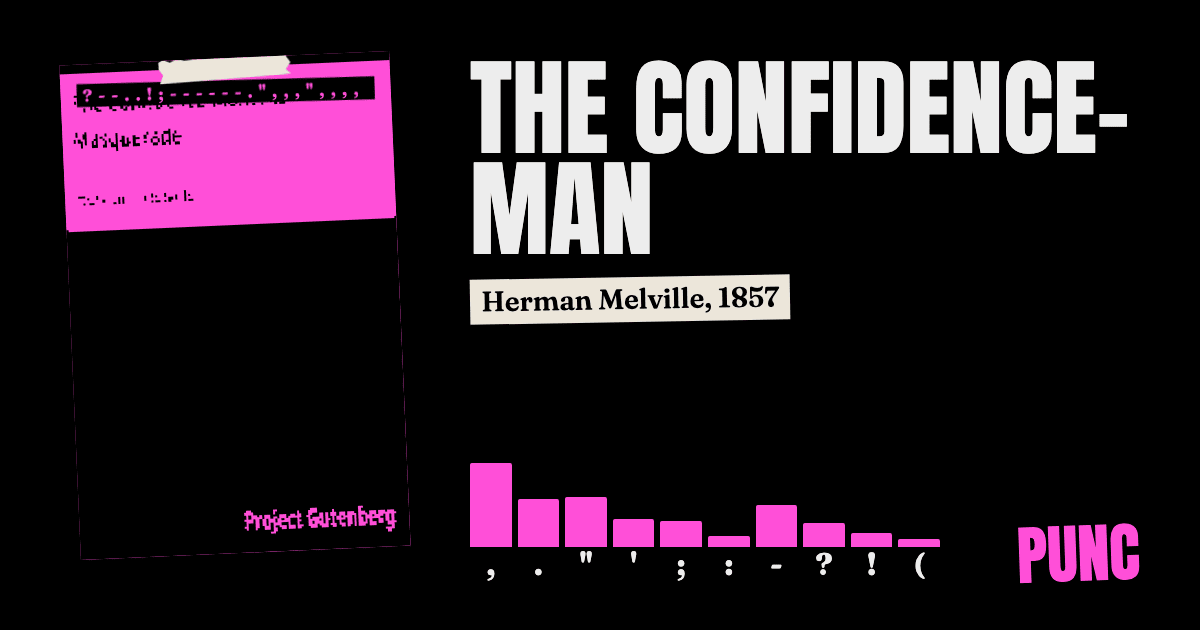 ?--..!;------.",,,",,,,
Project Gutenberg
THE CONFIDENCE-
MAN
Herman Melville, 1857
, . " ' ; : - ? ! (
PUNC